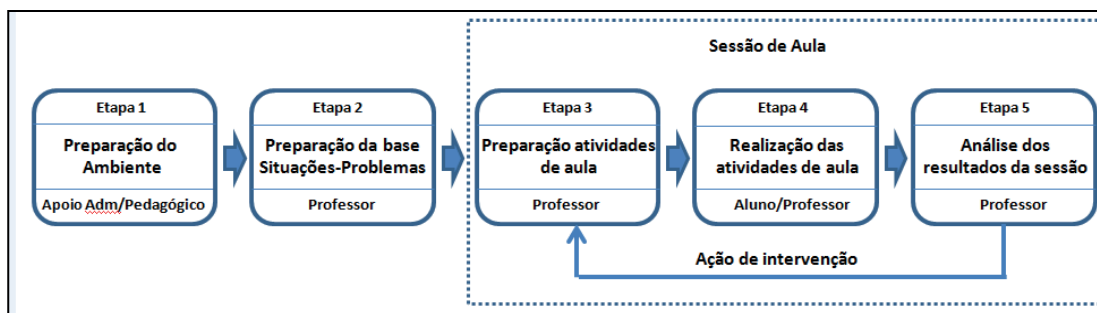 Sessão de Aula
Etapa 1
Preparação do
Ambiente
Apoio Adm/Pedagógico
Etapa 2
Preparação da base
Situações-Problemas
Professor
Etapa 3
Preparação atividades
de aula
Professor
Etapa 4
Realização das
atividades de aula
Aluno/Professor
Etapa 5
Análise dos
resultados da sessão
Professor
Ação de intervenção